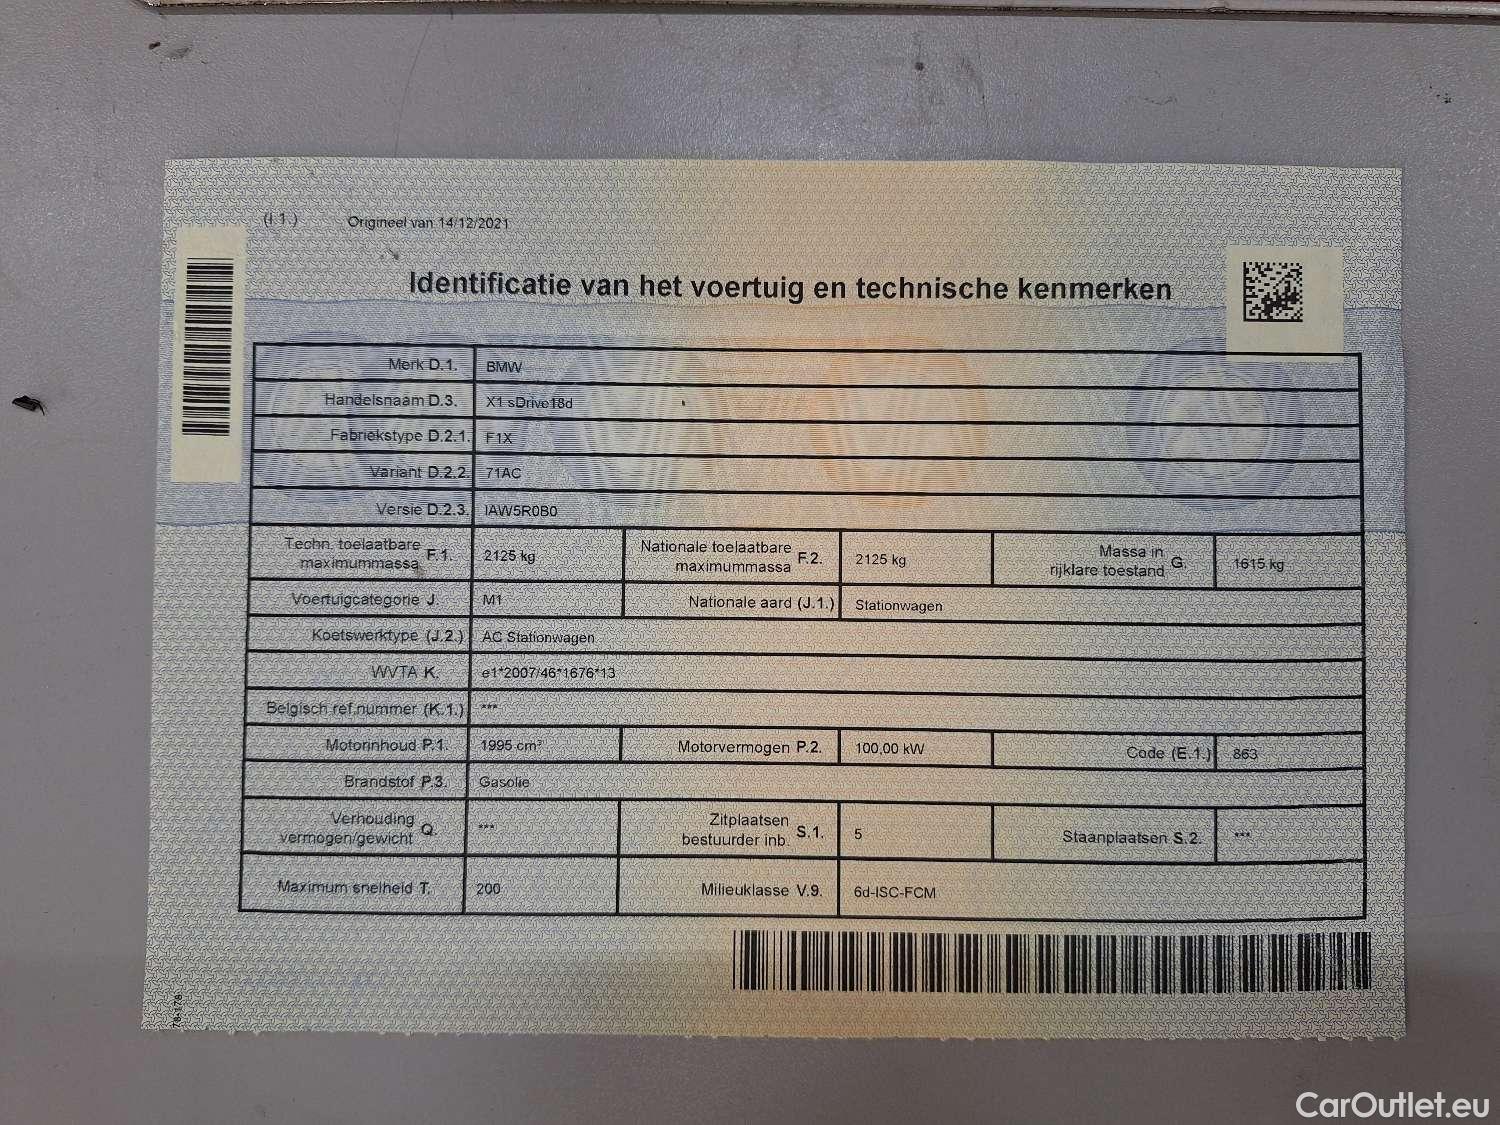 (I.1.) Origineel van 14/12/2021
Identificatie van het voertuig en technische kenmerken
Merk D.1. BMW
Handelsnaam D.3. X1 sDrive18d
Fabriekstype D.2.1. F1X
Variant D.2.2. 71AC
Versie D.2.3. IAW5R0B0
Techn. toelaatbare maximummassa F.1. 2125 kg Nationale toelaatbare maximummassa F.2. 2125 kg Massa in rijklare toestand G. 1615 kg
Voertuigcategorie J. M1 Nationale aard (J.1.) Stationwagen
Koetswerktype (J.2.) AC Stationwagen
WVTA K. e1*2007/46*1676*13
Belgisch ref.nummer (K.1.) ***
Motorinhoud P.1. 1995 cm³ Motorvermogen P.2. 100,00 kW Code (E.1.) 863
Brandstof P.3. Gasolie
Verhouding vermogen/gewicht Q. *** Zitplaatsen bestuurder inb. S.1. 5 Staanplaatsen S.2. ***
Maximum snelheid T. 200 Milieuklasse V.9. 6d-ISC-FCM
78-178
CarOutlet.eu